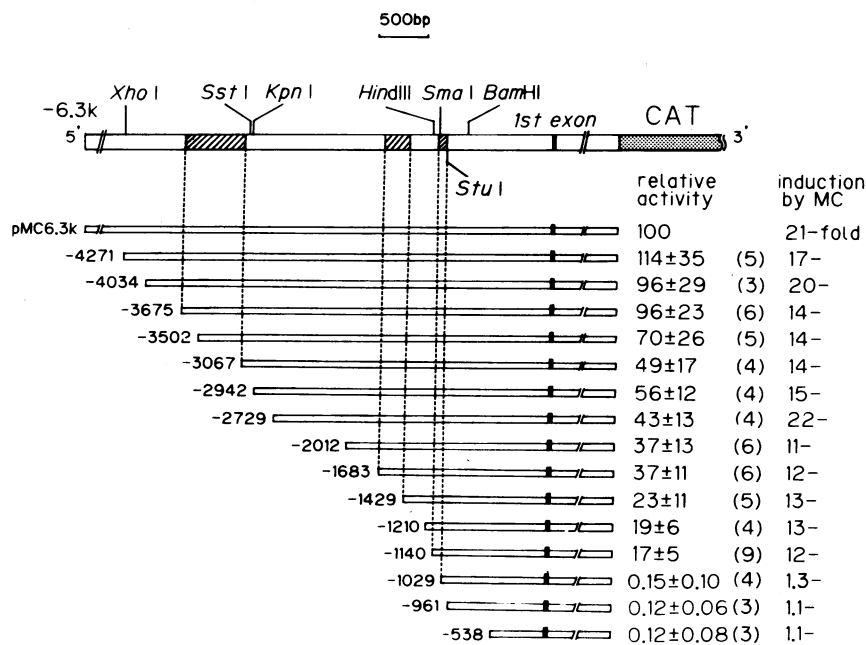 500bp
Xho I Sst I Kpn I HindIII Sma I BamHI
-6.3k 1st exon CAT
5' 3'
Stu I
relative activity induction by MC
pMC6.3k 100 21-fold
-4271 114±35 (5) 17-
-4034 96±29 (3) 20-
-3675 96±23 (6) 14-
-3502 70±26 (5) 14-
-3067 49±17 (4) 14-
-2942 56±12 (4) 15-
-2729 43±13 (4) 22-
-2012 37±13 (6) 11-
-1683 37±11 (6) 12-
-1429 23±11 (5) 13-
-1210 19±6 (4) 13-
-1140 17±5 (9) 12-
-1029 0.15±0.10 (4) 1.3-
-961 0.12±0.06 (3) 1.1-
-538 0.12±0.08 (3) 1.1-